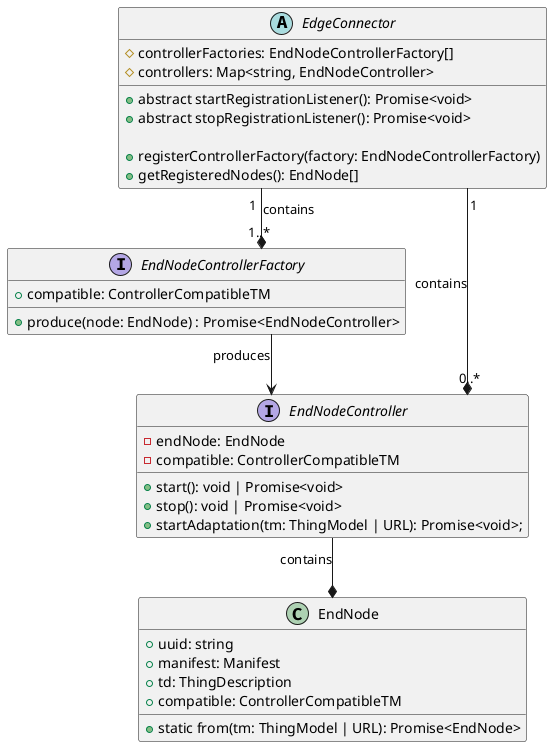 A EdgeConnector
controllerFactories: EndNodeControllerFactory[]
controllers: Map<string, EndNodeController>
abstract startRegistrationListener(): Promise<void>
abstract stopRegistrationListener(): Promise<void>
registerControllerFactory(factory: EndNodeControllerFactory)
getRegisteredNodes(): EndNode[]
1
contains
1..*
1
contains
0..*
I EndNodeControllerFactory
compatible: ControllerCompatibleTM
produce(node: EndNode) : Promise<EndNodeController>
produces
I EndNodeController
endNode: EndNode
compatible: ControllerCompatibleTM
start(): void | Promise<void>
stop(): void | Promise<void>
startAdaptation(tm: ThingModel | URL): Promise<void>;
contains
C EndNode
uuid: string
manifest: Manifest
td: ThingDescription
compatible: ControllerCompatibleTM
static from(tm: ThingModel | URL): Promise<EndNode>